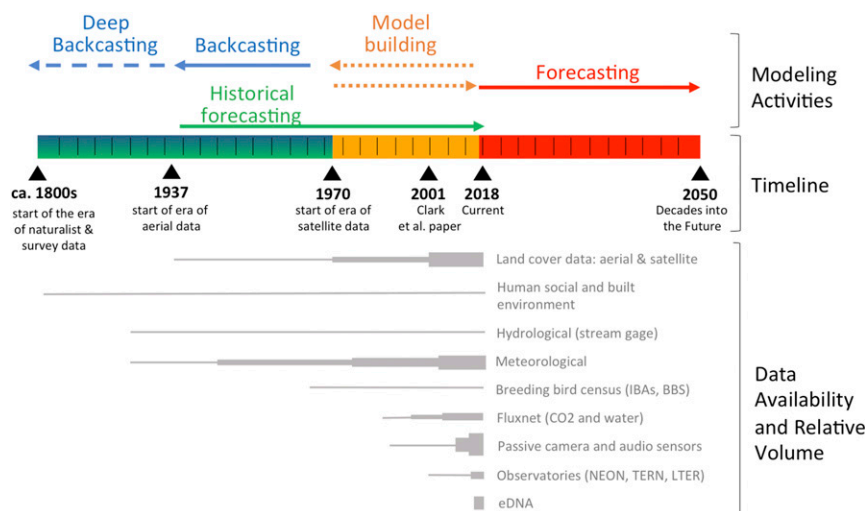 Deep
Backcasting
Backcasting
Model
building
Forecasting
Historical
forecasting
Modeling
Activities
ca. 1800s
start of the era
of naturalist &
survey data
1937
start of era of
aerial data
1970
start of era of
satellite data
2001
Clark
et al. paper
2018
Current
2050
Decades into
the Future
Timeline
Land cover data: aerial & satellite
Human social and built
environment
Hydrological (stream gage)
Meteorological
Breeding bird census (IBAs, BBS)
Fluxnet (CO2 and water)
Passive camera and audio sensors
Observatories (NEON, TERN, LTER)
eDNA
Data
Availability
and Relative
Volume